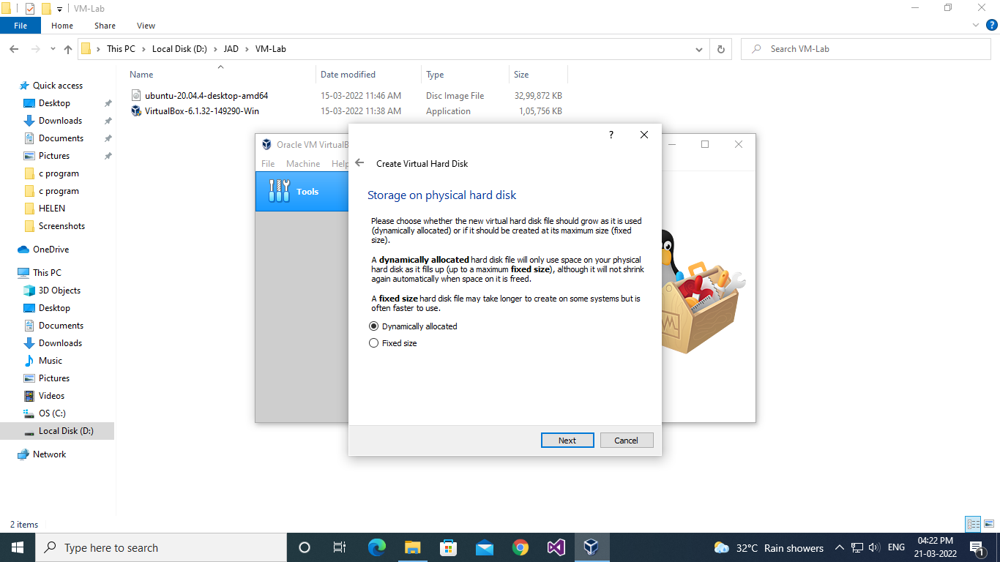 VM-Lab
File Home Share View
This PC Local Disk (D:) JAD VM-Lab
Search VM-Lab
Name Date modified Type Size
ubuntu-20.04.4-desktop-amd64 15-03-2022 11:46 AM Disc Image File 32,99,872 KB
VirtualBox-6.1.32-149290-Win 15-03-2022 11:38 AM Application 1,05,756 KB
Quick access
Desktop
Downloads
Documents
Pictures
c program
c program
HELEN
Screenshots
OneDrive
This PC
3D Objects
Desktop
Documents
Downloads
Music
Pictures
Videos
OS (C:)
Local Disk (D:)
Network
Oracle VM VirtualB
File Machine Help
Tools
?
Create Virtual Hard Disk
Storage on physical hard disk
Please choose whether the new virtual hard disk file should grow as it is used
(dynamically allocated) or if it should be created at its maximum size (fixed
size).
A dynamically allocated hard disk file will only use space on your physical
hard disk as it fills up (up to a maximum fixed size), although it will not shrink
again automatically when space on it is freed.
A fixed size hard disk file may take longer to create on some systems but is
often faster to use.
Dynamically allocated
Fixed size
Next Cancel
2 items
Type here to search
32°C Rain showers
ENG
04:22 PM
21-03-2022
1